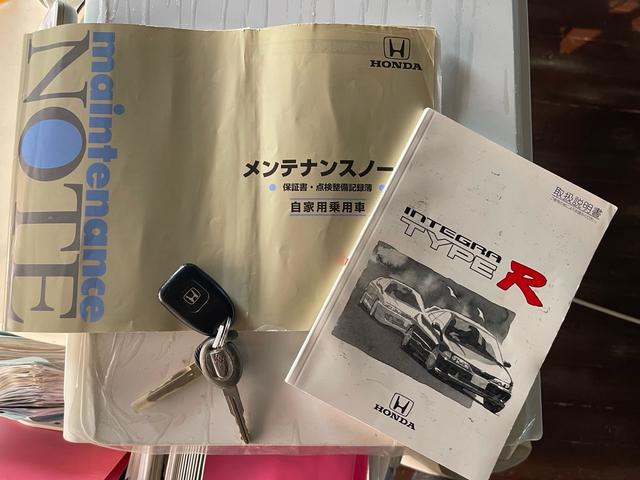 maintenance
NOTE
HONDA
メンテナンスノー
保証書・点検整備記録簿
自家用乗用車
取扱説明書
INTEGRA
TYPE R
HONDA